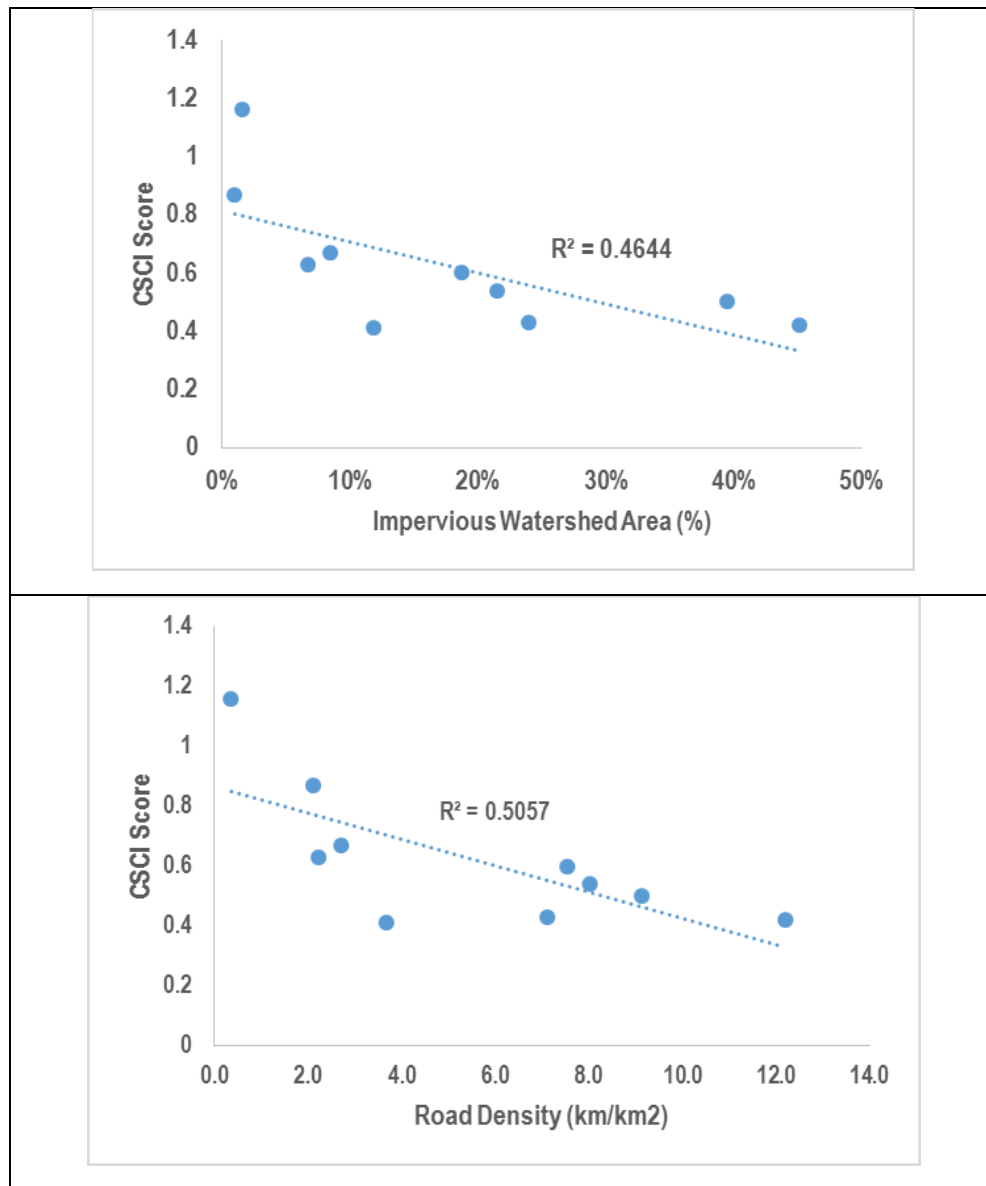 1.4
1.2
1
0.8
0.6
0.4
0.2
0
CSCI Score
R² = 0.4644
0% 10% 20% 30% 40% 50%
Impervious Watershed Area (%)
1.4
1.2
1
0.8
0.6
0.4
0.2
0
CSCI Score
R² = 0.5057
0.0 2.0 4.0 6.0 8.0 10.0 12.0 14.0
Road Density (km/km2)